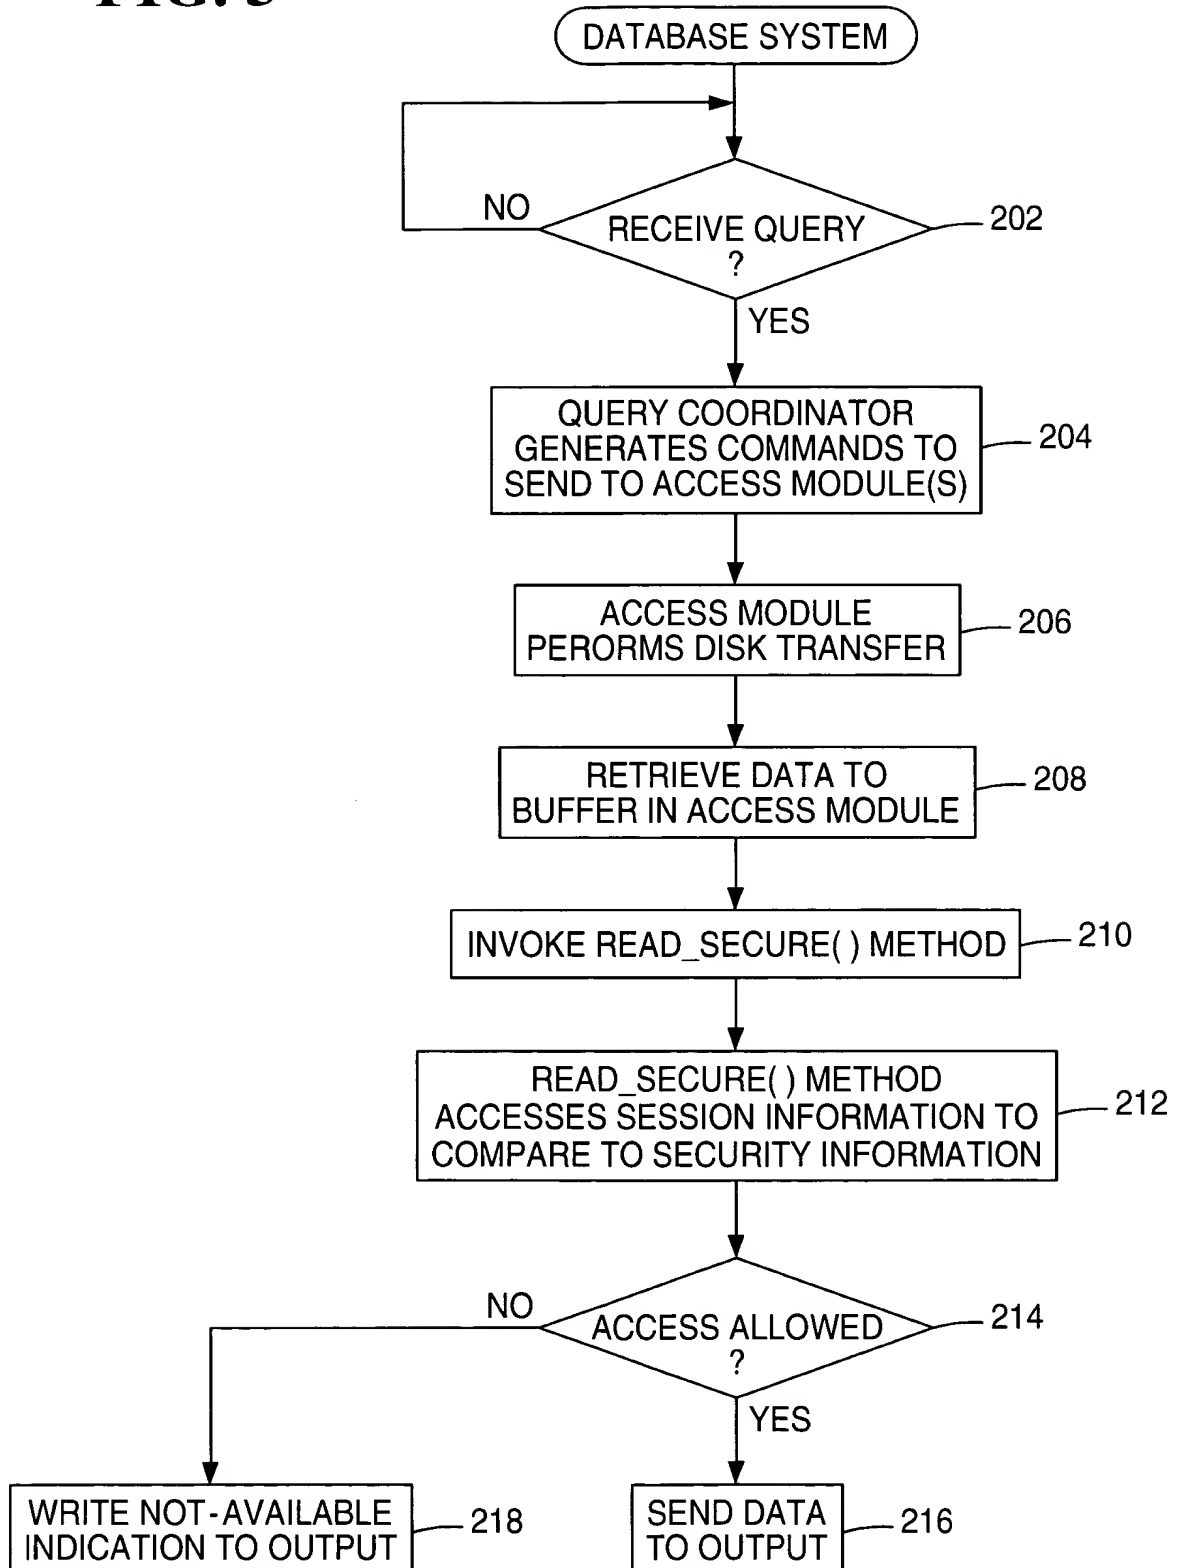 DATABASE SYSTEM
NO
RECEIVE QUERY
?
202
YES
QUERY COORDINATOR
GENERATES COMMANDS TO
SEND TO ACCESS MODULE(S)
204
ACCESS MODULE
PERORMS DISK TRANSFER
206
RETRIEVE DATA TO
BUFFER IN ACCESS MODULE
208
INVOKE READ_SECURE( ) METHOD
210
READ_SECURE( ) METHOD
ACCESSES SESSION INFORMATION TO
COMPARE TO SECURITY INFORMATION
212
NO
ACCESS ALLOWED
?
214
YES
WRITE NOT-AVAILABLE
INDICATION TO OUTPUT
218
SEND DATA
TO OUTPUT
216